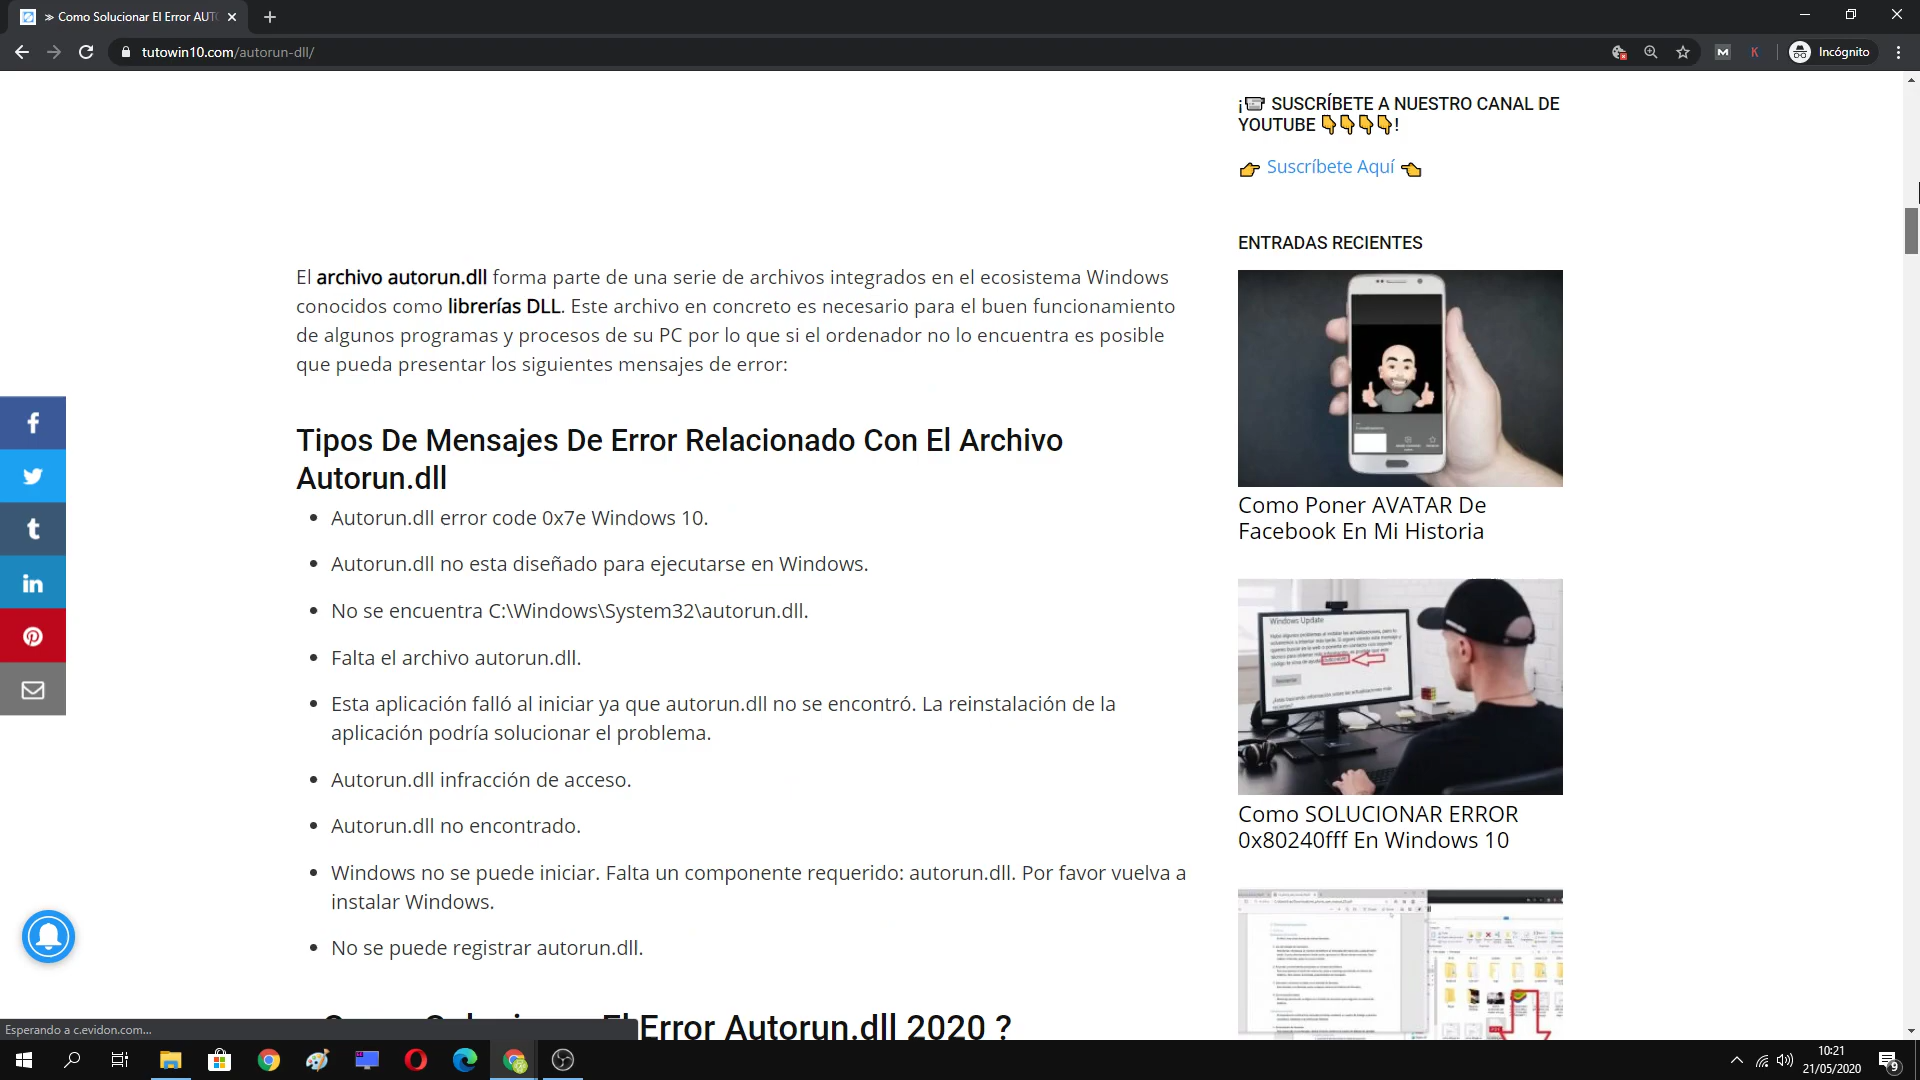 ≫ Como Solucionar El Error AUT
tutowin10.com/autorun-dll/
Incógnito
¡📨 SUSCRÍBETE A NUESTRO CANAL DE
YOUTUBE 👇👇👇👇!
👉 Suscríbete Aquí 👈
ENTRADAS RECIENTES
Como Poner AVATAR De
Facebook En Mi Historia
Windows Update
Como SOLUCIONAR ERROR
0x80240fff En Windows 10
El archivo autorun.dll forma parte de una serie de archivos integrados en el ecosistema Windows
conocidos como librerías DLL. Este archivo en concreto es necesario para el buen funcionamiento
de algunos programas y procesos de su PC por lo que si el ordenador no lo encuentra es posible
que pueda presentar los siguientes mensajes de error:
Tipos De Mensajes De Error Relacionado Con El Archivo
Autorun.dll
• Autorun.dll error code 0x7e Windows 10.
• Autorun.dll no esta diseñado para ejecutarse en Windows.
• No se encuentra C:\Windows\System32\autorun.dll.
• Falta el archivo autorun.dll.
• Esta aplicación falló al iniciar ya que autorun.dll no se encontró. La reinstalación de la
aplicación podría solucionar el problema.
• Autorun.dll infracción de acceso.
• Autorun.dll no encontrado.
• Windows no se puede iniciar. Falta un componente requerido: autorun.dll. Por favor vuelva a
instalar Windows.
• No se puede registrar autorun.dll.
El Error Autorun.dll 2020 ?
Esperando a c.evidon.com...
10:21
21/05/2020
9